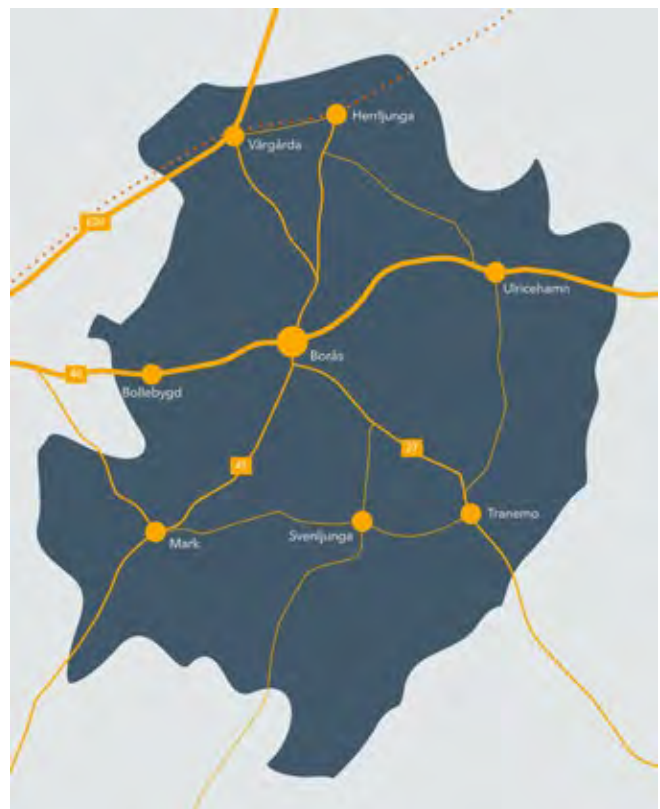 Herrljunga
Vårgårda
E20
Ulricehamn
Borås
40
Bollebygd
27
41
Tranemo
Svenljunga
Mark